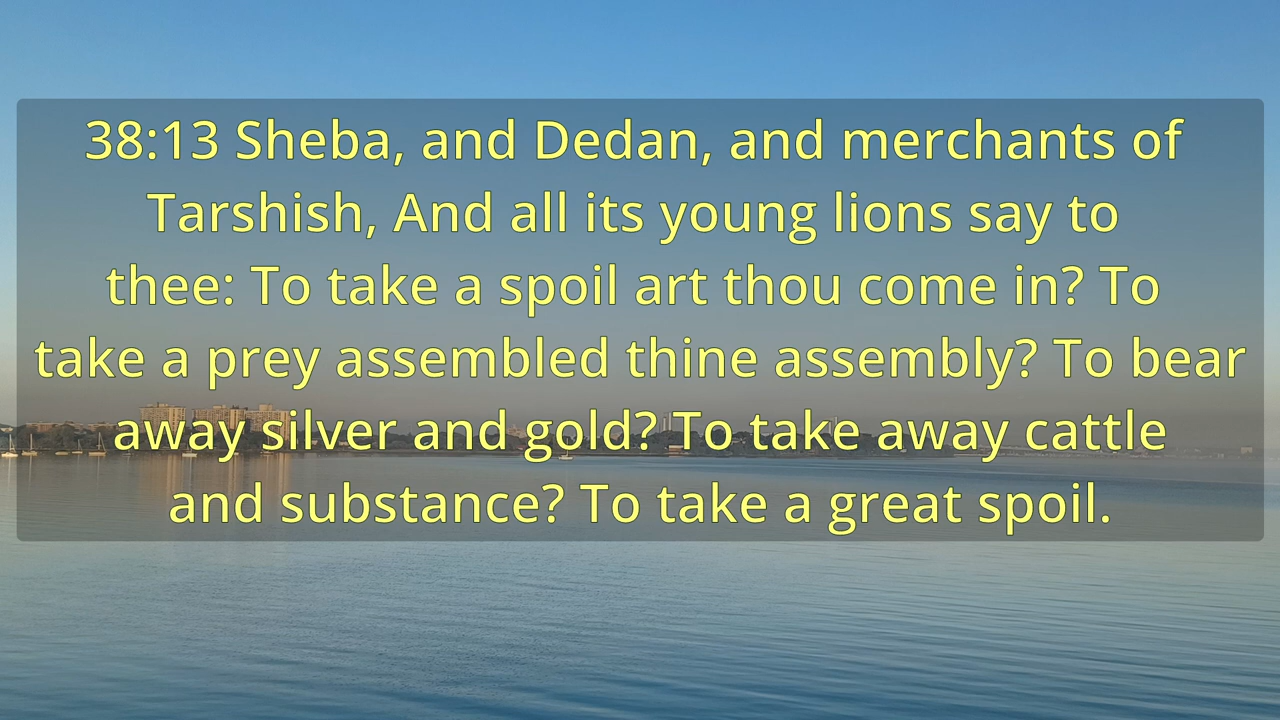 38:13 Sheba, and Dedan, and merchants of
Tarshish, And all its young lions say to
thee: To take a spoil art thou come in? To
take a prey assembled thine assembly? To bear
away silver and gold? To take away cattle
and substance? To take a great spoil.